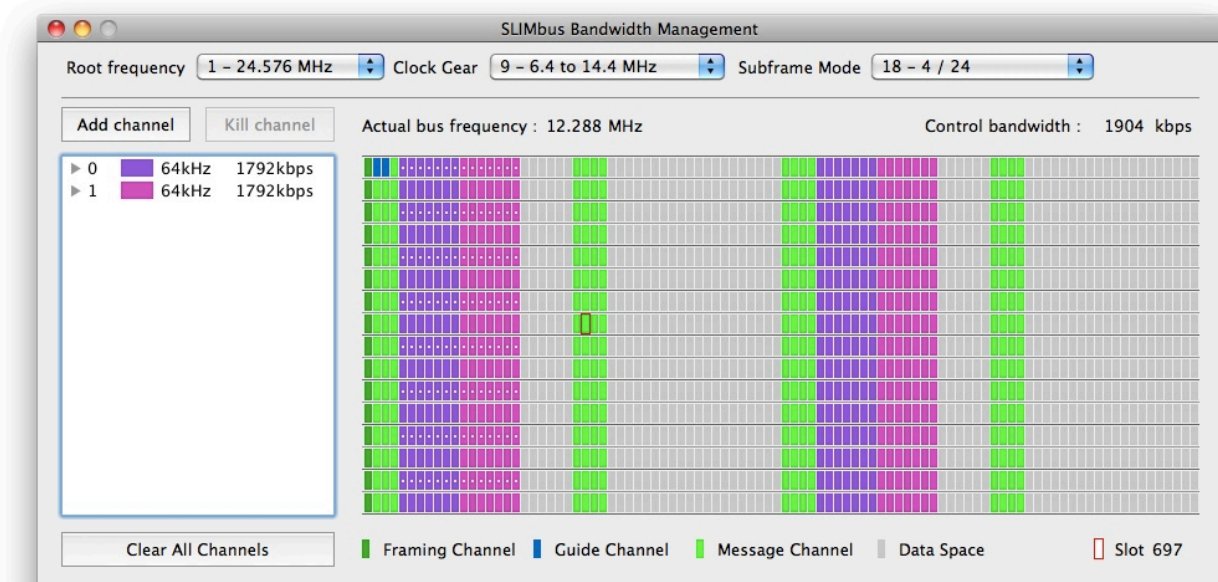 SLIMbus Bandwidth Management
Root frequency 1 – 24.576 MHz Clock Gear 9 – 6.4 to 14.4 MHz Subframe Mode 18 – 4 / 24
Add channel Kill channel Actual bus frequency : 12.288 MHz Control bandwidth : 1904 kbps
0 64kHz 1792kbps
1 64kHz 1792kbps
Clear All Channels Framing Channel Guide Channel Message Channel Data Space Slot 697